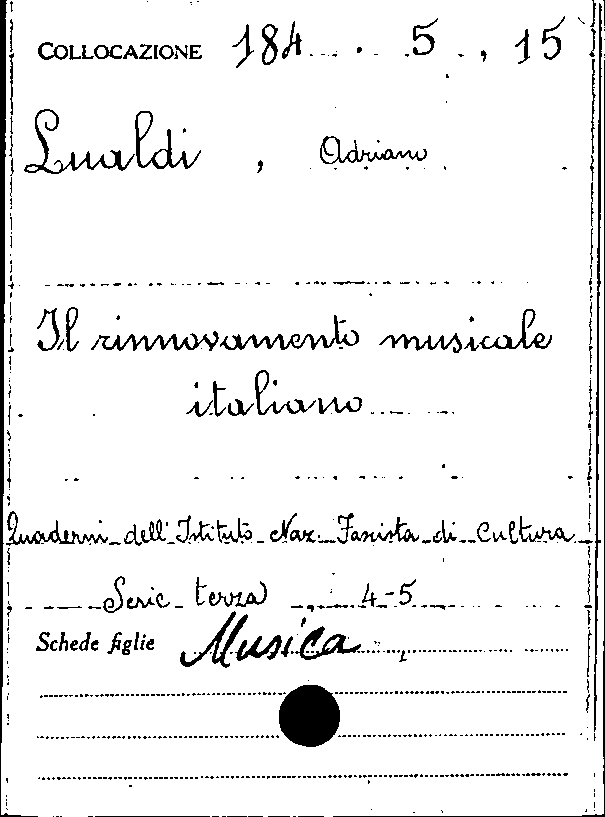 COLLOCAZIONE 184 . 5 , 15
Lualdi , Adriano
Il rinnovamento musicale
italiano
Quaderni dell'Istituto Naz. Fascista di Cultura
Serie terza , 4-5
Schede figlie Musica